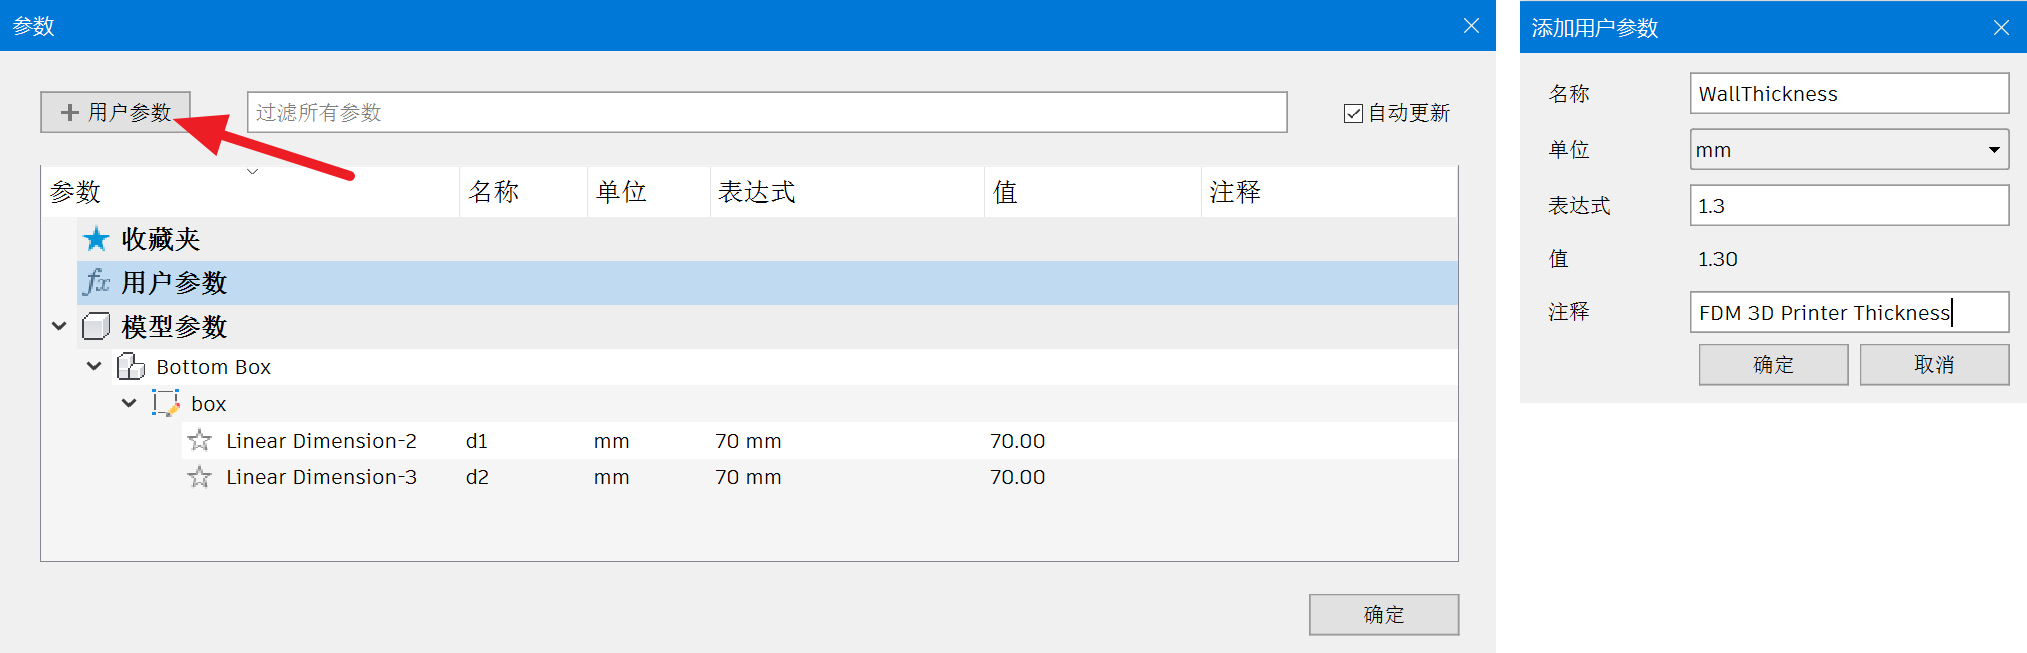 参数
+ 用户参数
过滤所有参数
自动更新
参数 名称 单位 表达式 值 注释
收藏夹
fx 用户参数
模型参数
Bottom Box
box
Linear Dimension-2 d1 mm 70 mm 70.00
Linear Dimension-3 d2 mm 70 mm 70.00
确定
添加用户参数
名称 WallThickness
单位 mm
表达式 1.3
值 1.30
注释 FDM 3D Printer Thickness
确定 取消